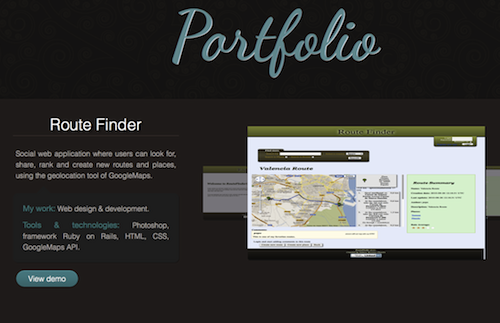 Portfolio
Route Finder
Social web application where users can look for,
share, rank and create new routes and places,
using the geolocation tool of GoogleMaps.
My work: Web design & development.
Tools & technologies: Photoshop,
framework Ruby on Rails, HTML, CSS,
GoogleMaps API.
View demo
Route Finder
Valencia Route
Route Summary